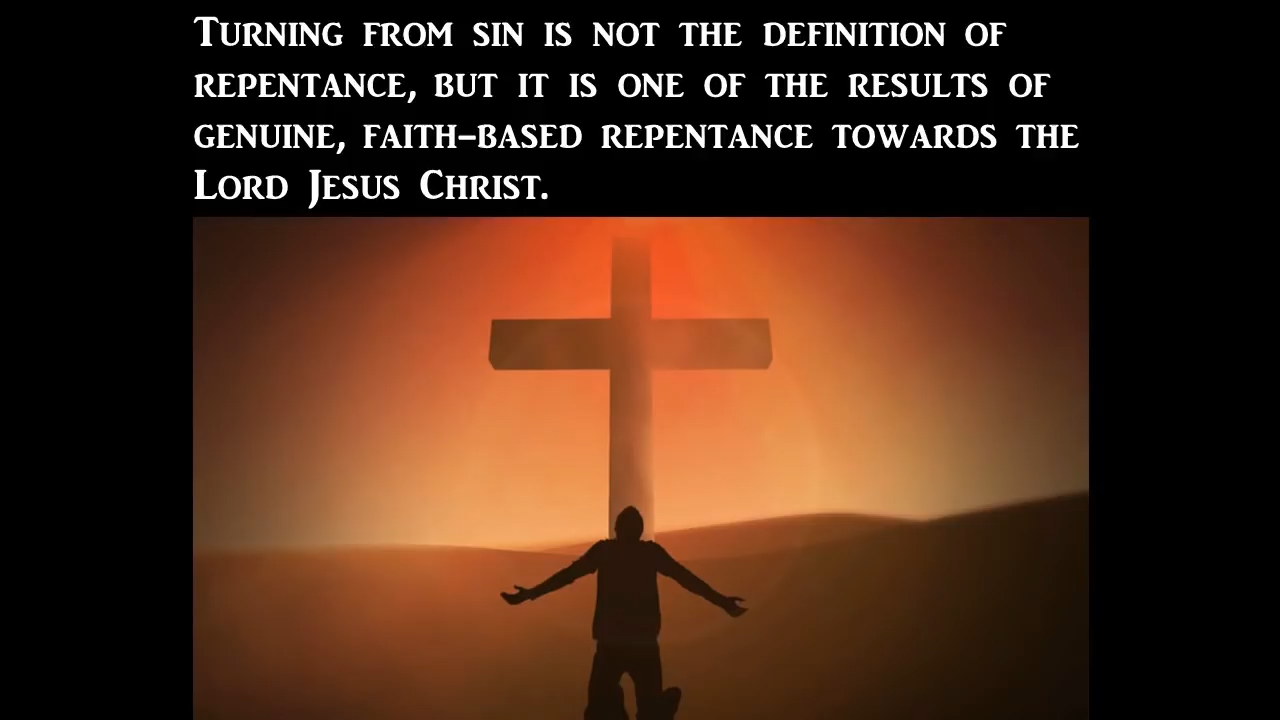 Turning from sin is not the definition of
repentance, but it is one of the results of
genuine, faith-based repentance towards the
Lord Jesus Christ.